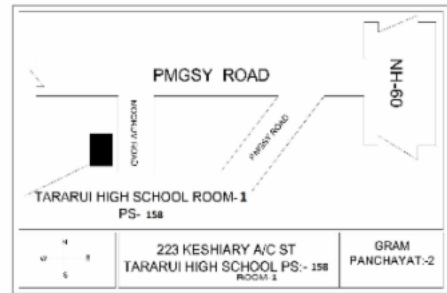 PMGSY ROAD
NH-60
ROAD
PMGSY ROAD
TARARUI HIGH SCHOOL ROOM-1
PS- 158
N
S
223 KESHIARY A/C ST
TARARUI HIGH SCHOOL PS:- 158
ROOM-1
GRAM
PANCHAYAT:-2